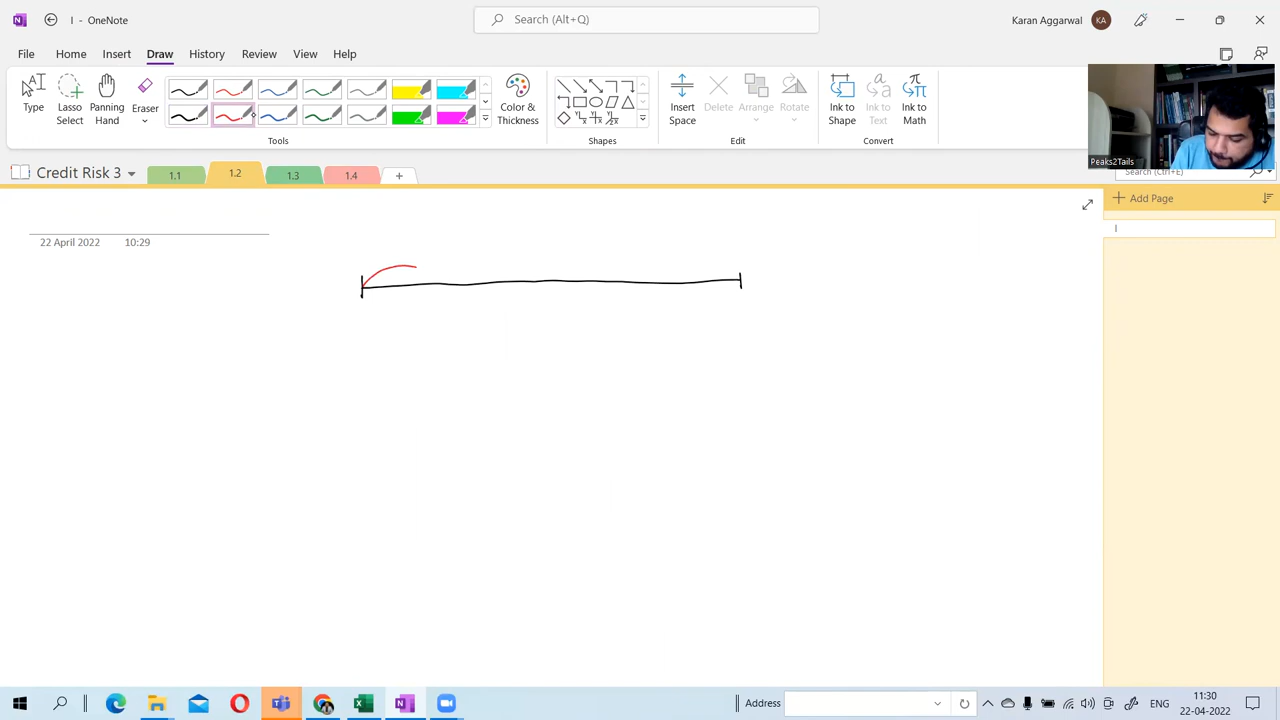 I - OneNote
Search (Alt+Q)
Karan Aggarwal
KA
File Home Insert Draw History Review View Help
Type
Lasso Select
Panning Hand
Eraser
Color & Thickness
Insert Space
Delete
Arrange
Rotate
Ink to Shape
Ink to Text
Ink to Math
Tools
Shapes
Edit
Convert
Peaks2Tails
Credit Risk 3
1.1
1.2
1.3
1.4
Search (Ctrl+E)
Add Page
I
22 April 2022
10:29
Address
ENG
11:30
22-04-2022